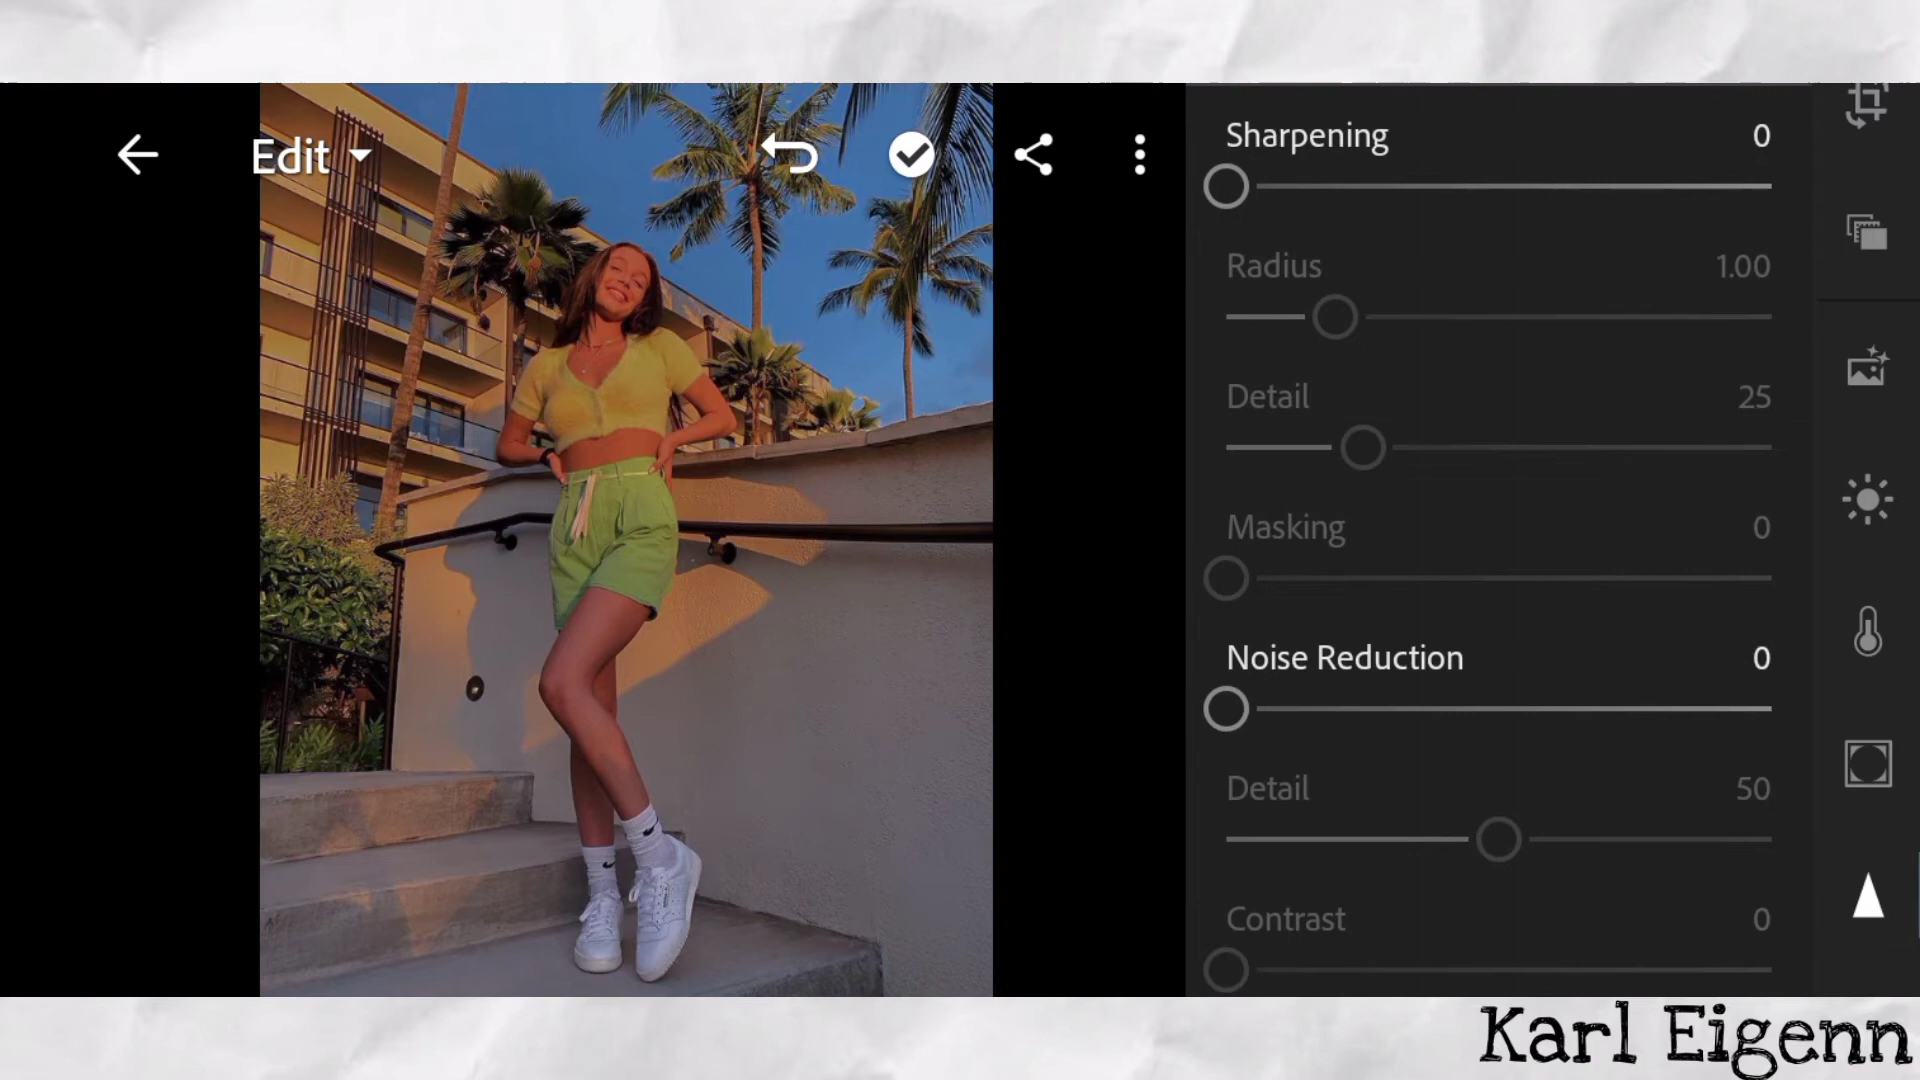 Edit
Sharpening 0
Radius 1.00
Detail 25
Masking 0
Noise Reduction 0
Detail 50
Contrast 0
Karl Eigenn